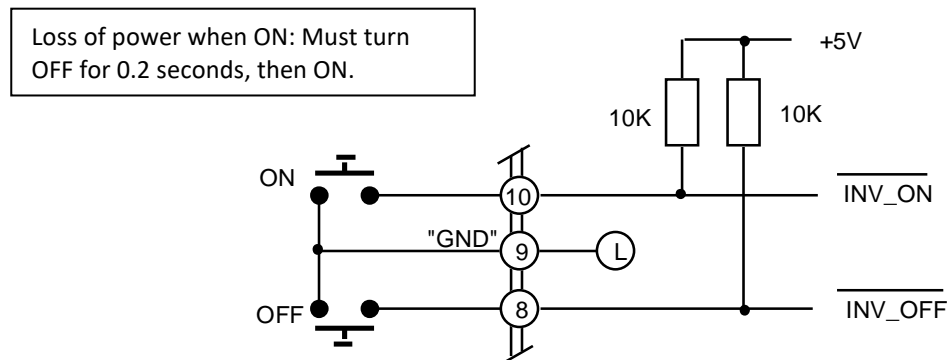 Loss of power when ON: Must turn
OFF for 0.2 seconds, then ON.
+5V
10K
10K
ON
10
INV_ON
"GND"
9
L
OFF
8
INV_OFF